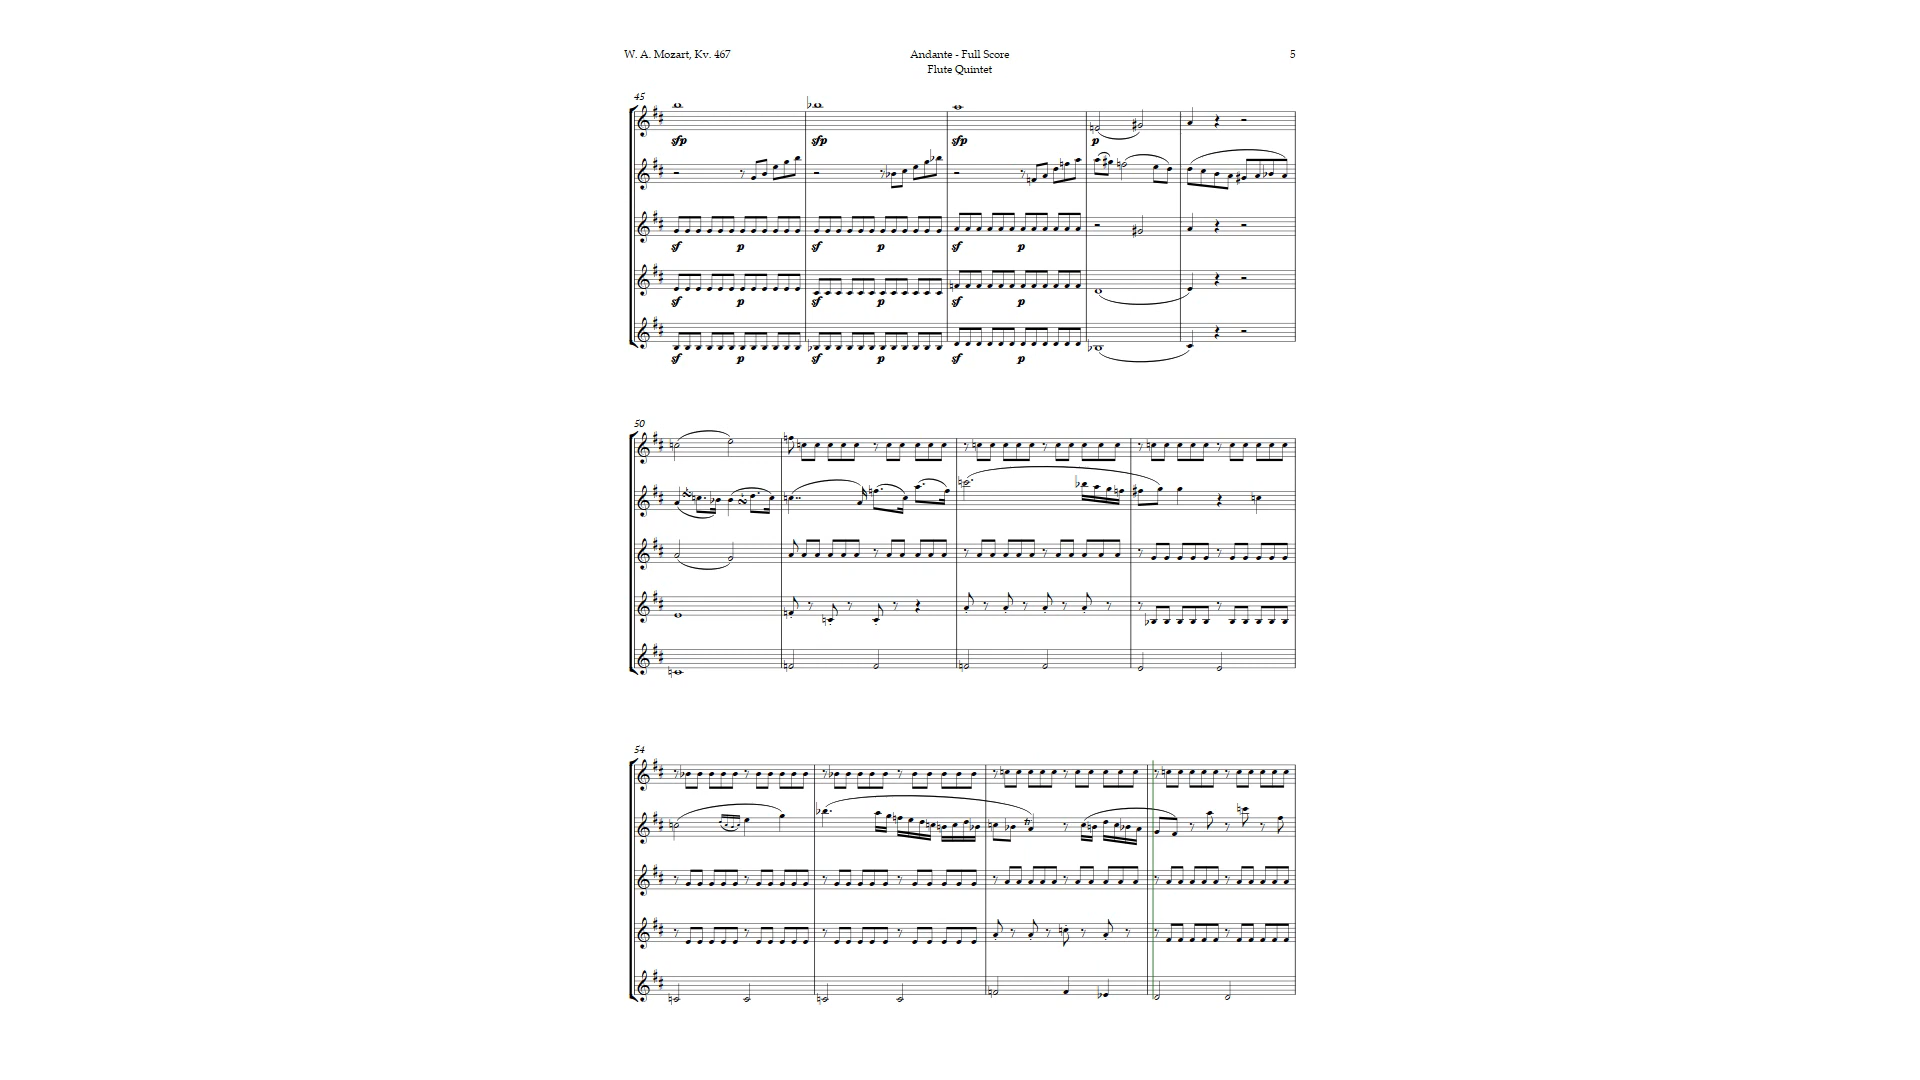 W. A. Mozart, Kv. 467
Andante - Full Score
5
Flute Quintet
45
sfp sfp sfp p
sf p sf p sf p
sf p sf p sf p
sf p sf p sf p
50
54